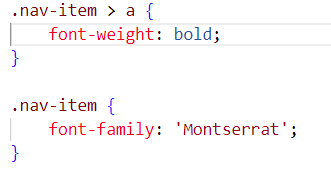 .nav-item > a {
    font-weight: bold;
}

.nav-item {
    font-family: 'Montserrat';
}